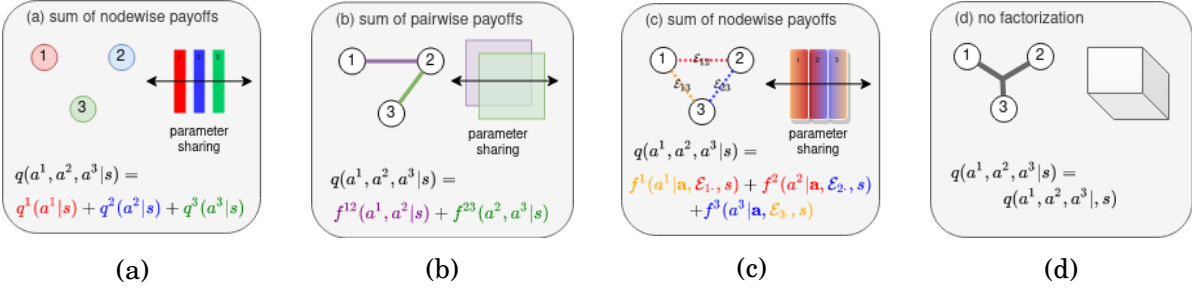 (a) sum of nodewise payoffs
1 2
3
1 2 3
parameter
sharing
q(a¹, a², a³|s) =
q¹(a¹|s) + q²(a²|s) + q³(a³|s)
(a)
(b) sum of pairwise payoffs
1 2
3
parameter
sharing
q(a¹, a², a³|s) =
f¹²(a¹, a²|s) + f²³(a², a³|s)
(b)
(c) sum of nodewise payoffs
1 ℰ₁₂ 2
ℰ₁₃ ℰ₂₃
3
1 2 3
parameter
sharing
q(a¹, a², a³|s) =
f¹(a¹|𝐚, ℰ₁., s) + f²(a²|𝐚, ℰ₂., s)
+f³(a³|𝐚, ℰ₃., s)
(c)
(d) no factorization
1 2
3
q(a¹, a², a³|s) =
q(a¹, a², a³|, s)
(d)